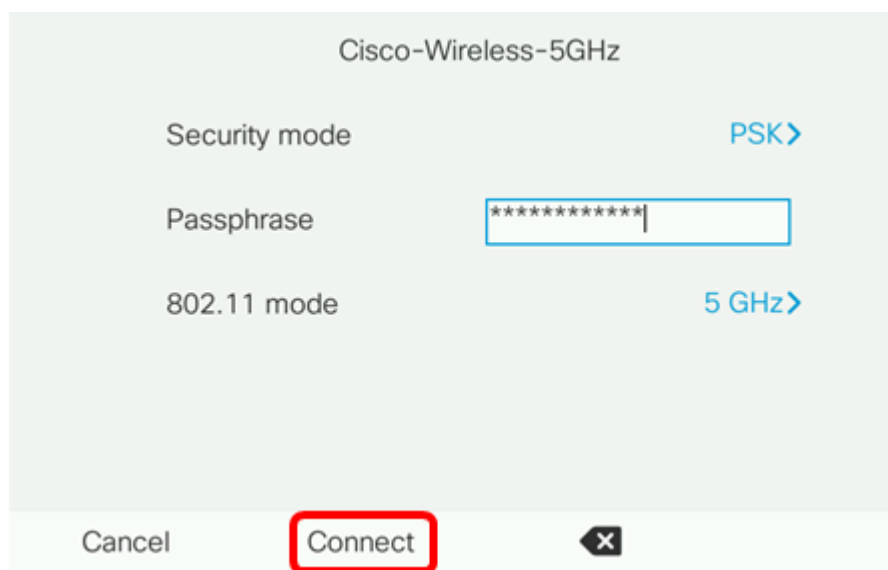 Cisco-Wireless-5GHz
Security mode PSK
Passphrase ************
802.11 mode 5 GHz
Cancel Connect